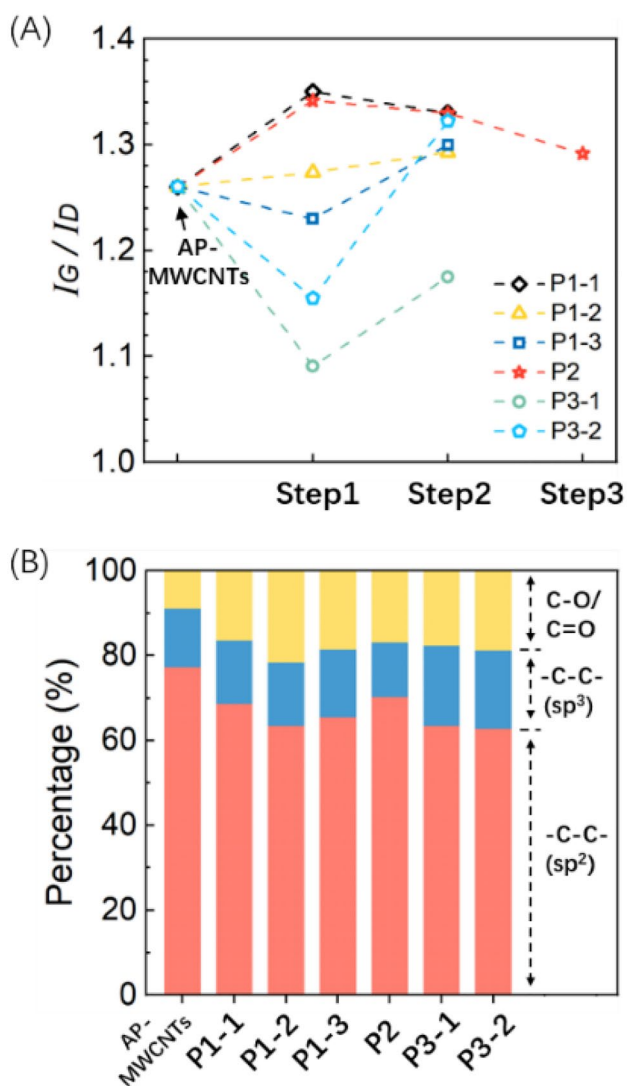 (A)
1.4
1.3
1.2
1.1
1.0
I_G / I_D
AP-
MWCNTs
P1-1
P1-2
P1-3
P2
P3-1
P3-2
Step1
Step2
Step3
(B)
100
80
60
40
20
0
Percentage (%)
C-O/
C=O
-C-C-
(sp³)
-C-C-
(sp²)
AP-
MWCNTs
P1-1
P1-2
P1-3
P2
P3-1
P3-2